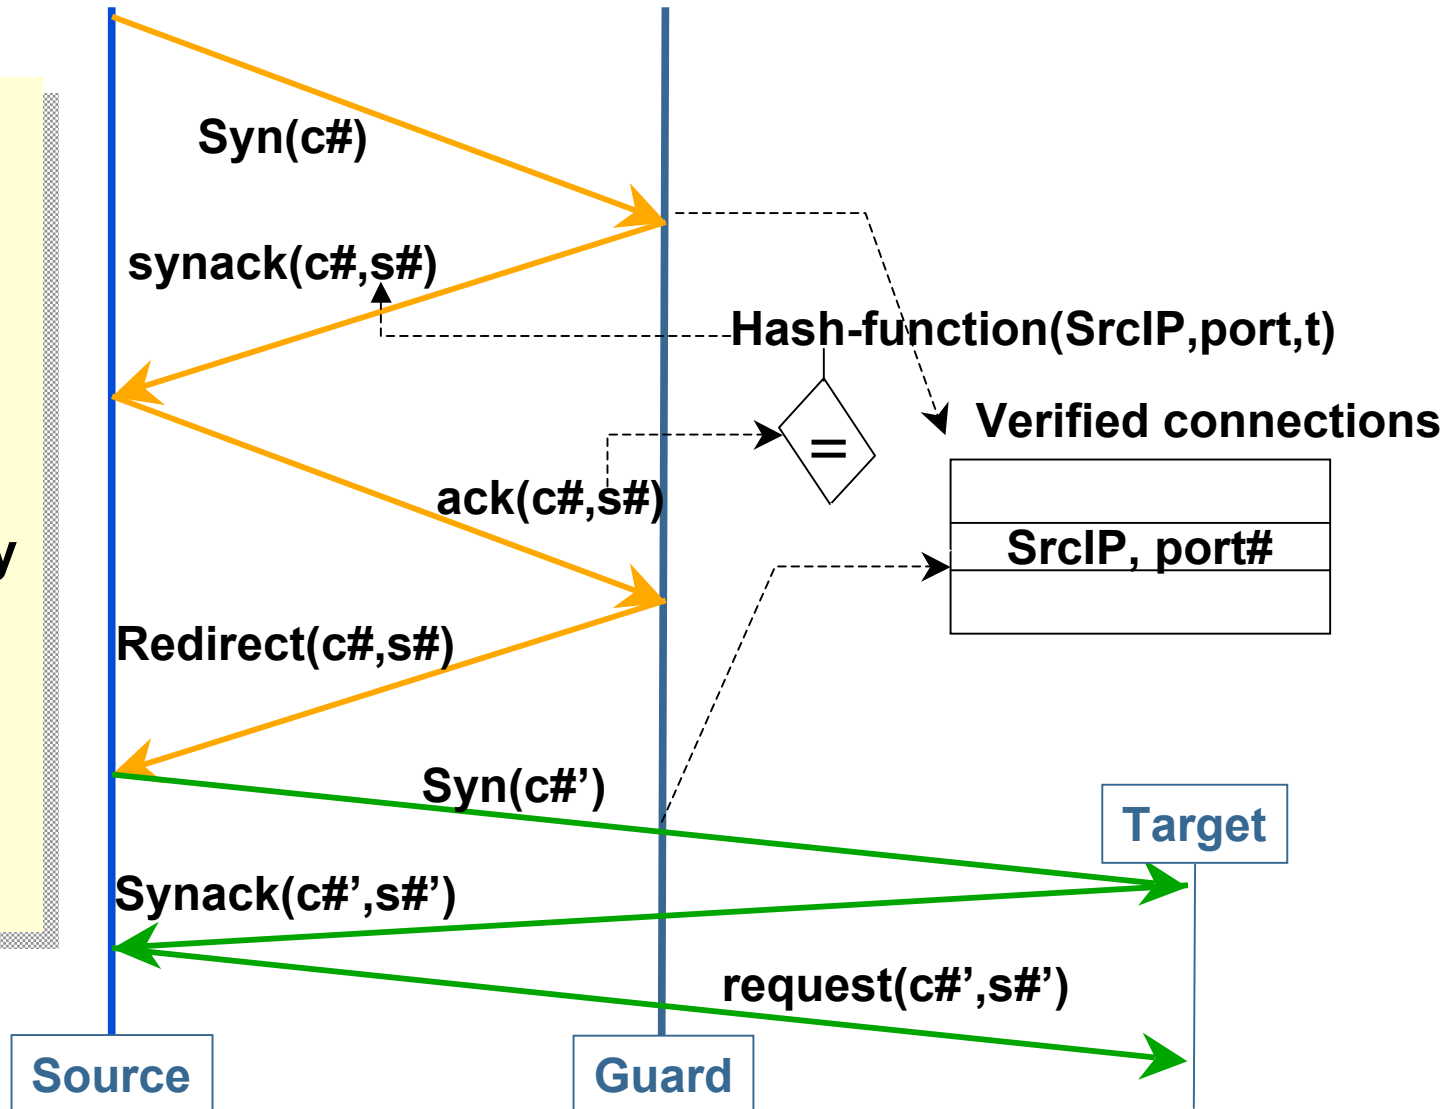 Syn(c#)
synack(c#,s#)
Hash-function(SrcIP,port,t)
Verified connections
=
ack(c#,s#)
SrcIP, port#
y
Redirect(c#,s#)
Syn(c#’)
Target
Synack(c#’,s#’)
request(c#’,s#’)
Source
Guard